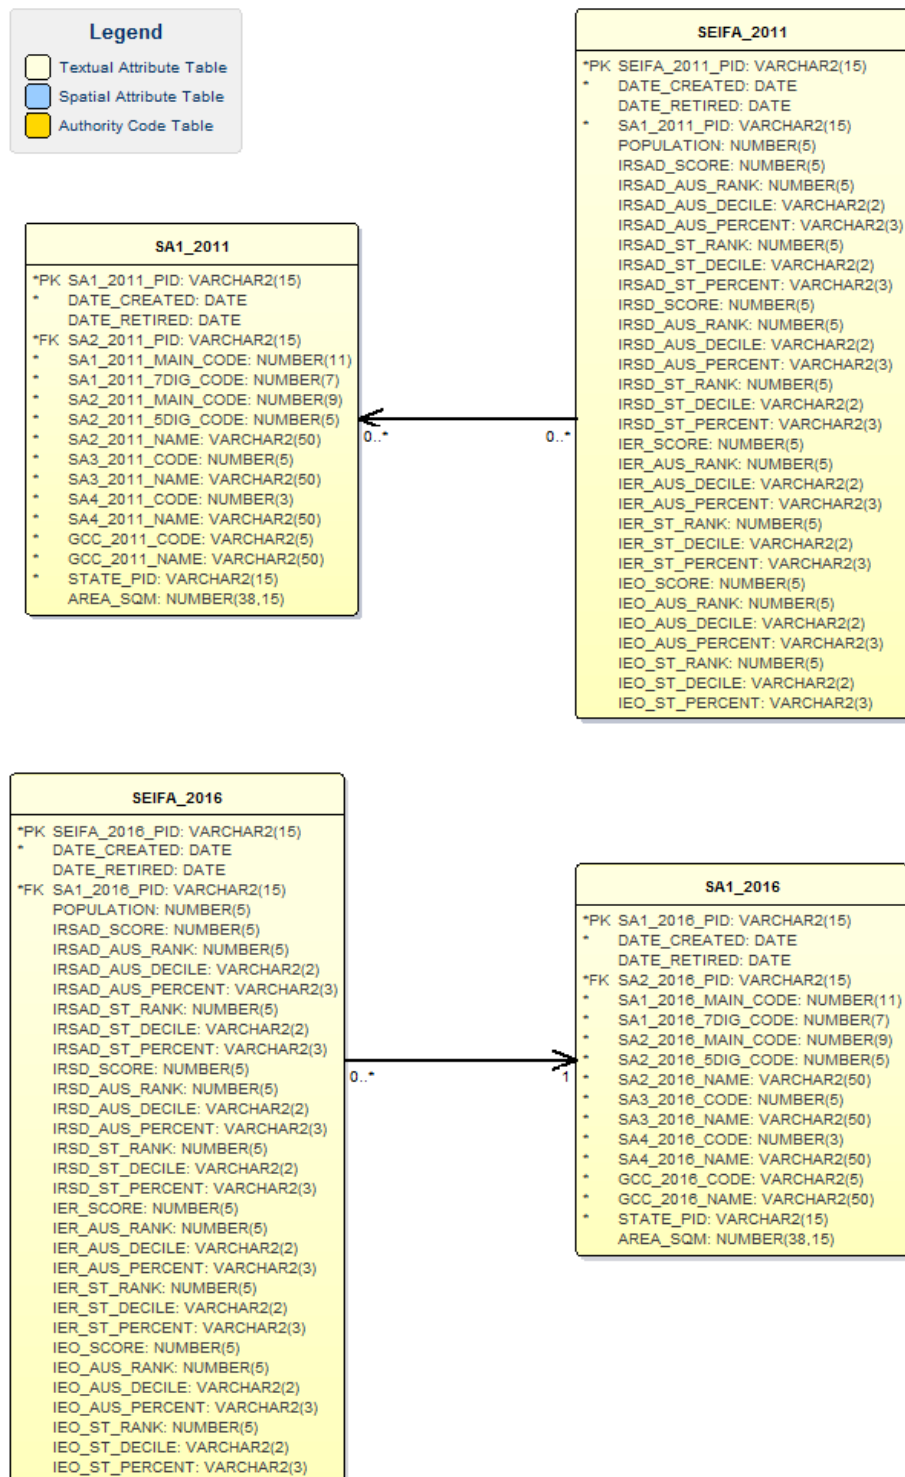 Legend
Textual Attribute Table
Spatial Attribute Table
Authority Code Table
SEIFA_2011
*PK SEIFA_2011_PID: VARCHAR2(15)
* DATE_CREATED: DATE
DATE_RETIRED: DATE
* SA1_2011_PID: VARCHAR2(15)
POPULATION: NUMBER(5)
IRSAD_SCORE: NUMBER(5)
IRSAD_AUS_RANK: NUMBER(5)
IRSAD_AUS_DECILE: VARCHAR2(2)
IRSAD_AUS_PERCENT: VARCHAR2(3)
IRSAD_ST_RANK: NUMBER(5)
IRSAD_ST_DECILE: VARCHAR2(2)
IRSAD_ST_PERCENT: VARCHAR2(3)
IRSD_SCORE: NUMBER(5)
IRSD_AUS_RANK: NUMBER(5)
IRSD_AUS_DECILE: VARCHAR2(2)
IRSD_AUS_PERCENT: VARCHAR2(3)
IRSD_ST_RANK: NUMBER(5)
IRSD_ST_DECILE: VARCHAR2(2)
IRSD_ST_PERCENT: VARCHAR2(3)
IER_SCORE: NUMBER(5)
IER_AUS_RANK: NUMBER(5)
IER_AUS_DECILE: VARCHAR2(2)
IER_AUS_PERCENT: VARCHAR2(3)
IER_ST_RANK: NUMBER(5)
IER_ST_DECILE: VARCHAR2(2)
IER_ST_PERCENT: VARCHAR2(3)
IEO_SCORE: NUMBER(5)
IEO_AUS_RANK: NUMBER(5)
IEO_AUS_DECILE: VARCHAR2(2)
IEO_AUS_PERCENT: VARCHAR2(3)
IEO_ST_RANK: NUMBER(5)
IEO_ST_DECILE: VARCHAR2(2)
IEO_ST_PERCENT: VARCHAR2(3)
SA1_2011
*PK SA1_2011_PID: VARCHAR2(15)
* DATE_CREATED: DATE
DATE_RETIRED: DATE
*FK SA2_2011_PID: VARCHAR2(15)
* SA1_2011_MAIN_CODE: NUMBER(11)
* SA1_2011_7DIG_CODE: NUMBER(7)
* SA2_2011_MAIN_CODE: NUMBER(9)
* SA2_2011_5DIG_CODE: NUMBER(5)
* SA2_2011_NAME: VARCHAR2(50)
* SA3_2011_CODE: NUMBER(5)
* SA3_2011_NAME: VARCHAR2(50)
* SA4_2011_CODE: NUMBER(3)
* SA4_2011_NAME: VARCHAR2(50)
* GCC_2011_CODE: VARCHAR2(5)
* GCC_2011_NAME: VARCHAR2(50)
* STATE_PID: VARCHAR2(15)
AREA_SQM: NUMBER(38,15)
0..* 0..*
SEIFA_2016
*PK SEIFA_2016_PID: VARCHAR2(15)
* DATE_CREATED: DATE
DATE_RETIRED: DATE
*FK SA1_2016_PID: VARCHAR2(15)
POPULATION: NUMBER(5)
IRSAD_SCORE: NUMBER(5)
IRSAD_AUS_RANK: NUMBER(5)
IRSAD_AUS_DECILE: VARCHAR2(2)
IRSAD_AUS_PERCENT: VARCHAR2(3)
IRSAD_ST_RANK: NUMBER(5)
IRSAD_ST_DECILE: VARCHAR2(2)
IRSAD_ST_PERCENT: VARCHAR2(3)
IRSD_SCORE: NUMBER(5)
IRSD_AUS_RANK: NUMBER(5)
IRSD_AUS_DECILE: VARCHAR2(2)
IRSD_AUS_PERCENT: VARCHAR2(3)
IRSD_ST_RANK: NUMBER(5)
IRSD_ST_DECILE: VARCHAR2(2)
IRSD_ST_PERCENT: VARCHAR2(3)
IER_SCORE: NUMBER(5)
IER_AUS_RANK: NUMBER(5)
IER_AUS_DECILE: VARCHAR2(2)
IER_AUS_PERCENT: VARCHAR2(3)
IER_ST_RANK: NUMBER(5)
IER_ST_DECILE: VARCHAR2(2)
IER_ST_PERCENT: VARCHAR2(3)
IEO_SCORE: NUMBER(5)
IEO_AUS_RANK: NUMBER(5)
IEO_AUS_DECILE: VARCHAR2(2)
IEO_AUS_PERCENT: VARCHAR2(3)
IEO_ST_RANK: NUMBER(5)
IEO_ST_DECILE: VARCHAR2(2)
IEO_ST_PERCENT: VARCHAR2(3)
0..* 1
SA1_2016
*PK SA1_2016_PID: VARCHAR2(15)
* DATE_CREATED: DATE
DATE_RETIRED: DATE
*FK SA2_2016_PID: VARCHAR2(15)
* SA1_2016_MAIN_CODE: NUMBER(11)
* SA1_2016_7DIG_CODE: NUMBER(7)
* SA2_2016_MAIN_CODE: NUMBER(9)
* SA2_2016_5DIG_CODE: NUMBER(5)
* SA2_2016_NAME: VARCHAR2(50)
* SA3_2016_CODE: NUMBER(5)
* SA3_2016_NAME: VARCHAR2(50)
* SA4_2016_CODE: NUMBER(3)
* SA4_2016_NAME: VARCHAR2(50)
* GCC_2016_CODE: VARCHAR2(5)
* GCC_2016_NAME: VARCHAR2(50)
* STATE_PID: VARCHAR2(15)
AREA_SQM: NUMBER(38,15)